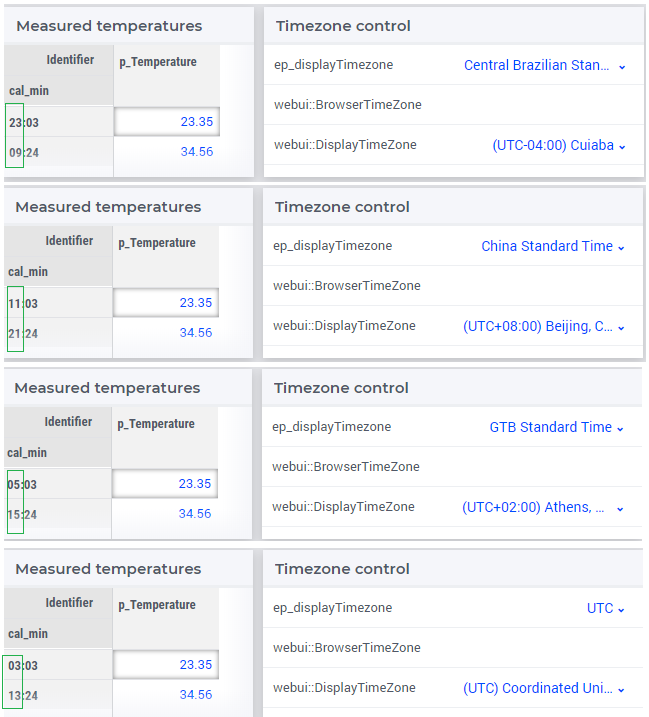 Measured temperatures
Timezone control
Identifier p_Temperature
cal_min
23:03 23.35
09:24 34.56
ep_displayTimezone Central Brazilian Stan...
webui::BrowserTimeZone
webui::DisplayTimeZone (UTC-04:00) Cuiaba
Measured temperatures
Timezone control
Identifier p_Temperature
cal_min
11:03 23.35
21:24 34.56
ep_displayTimezone China Standard Time
webui::BrowserTimeZone
webui::DisplayTimeZone (UTC+08:00) Beijing, C...
Measured temperatures
Timezone control
Identifier p_Temperature
cal_min
05:03 23.35
15:24 34.56
ep_displayTimezone GTB Standard Time
webui::BrowserTimeZone
webui::DisplayTimeZone (UTC+02:00) Athens, ...
Measured temperatures
Timezone control
Identifier p_Temperature
cal_min
03:03 23.35
13:24 34.56
ep_displayTimezone UTC
webui::BrowserTimeZone
webui::DisplayTimeZone (UTC) Coordinated Uni...